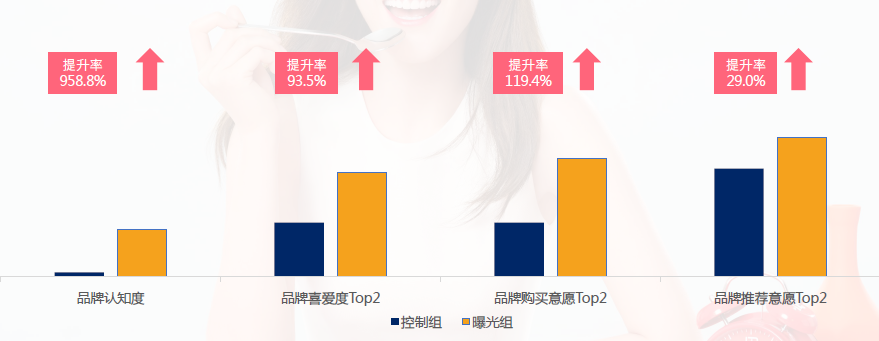 提升率
958.8%
提升率
93.5%
提升率
119.4%
提升率
29.0%
品牌认知度
品牌喜爱度Top2
品牌购买意愿Top2
品牌推荐意愿Top2
控制组
曝光组